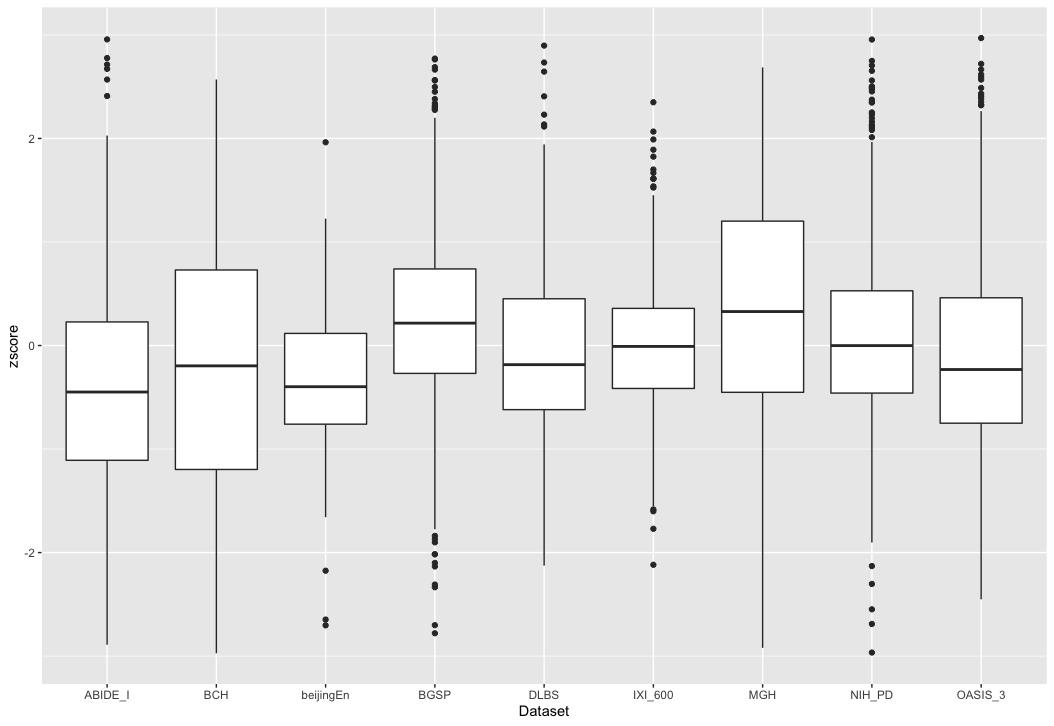 zscore
2
0
-2
ABIDE_I BCH beijingEn BGSP DLBS IXI_600 MGH NIH_PD OASIS_3
Dataset